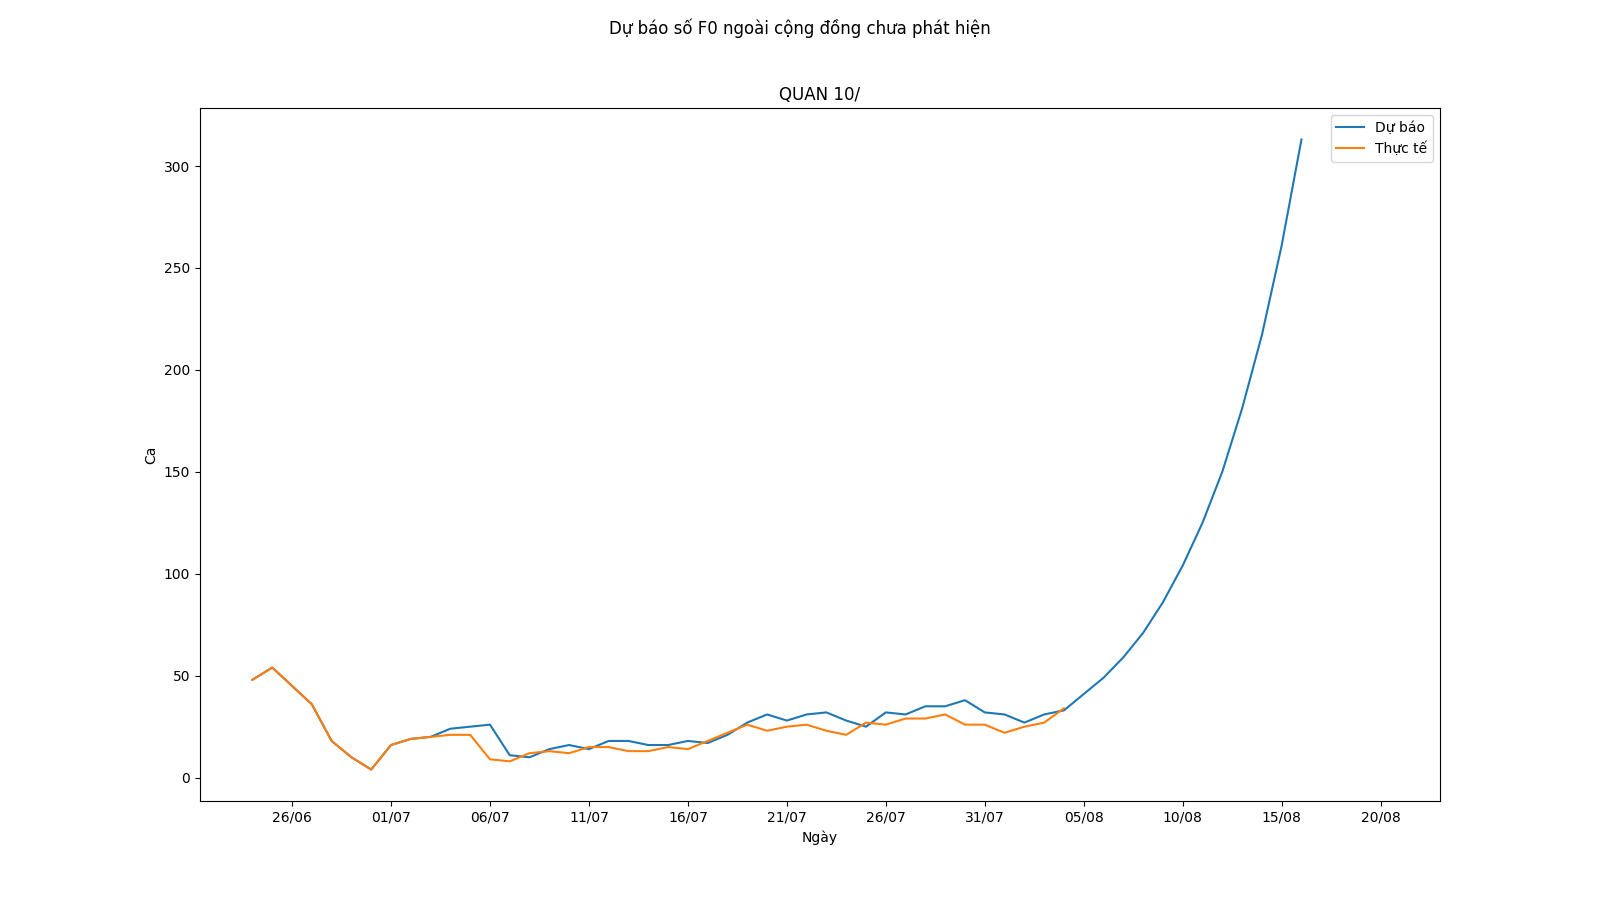 Dự báo số F0 ngoài cộng đồng chưa phát hiện
QUAN 10/
Dự báo
Thực tế
300
250
200
150
100
50
0
Ca
26/06 01/07 06/07 11/07 16/07 21/07 26/07 31/07 05/08 10/08 15/08 20/08
Ngày